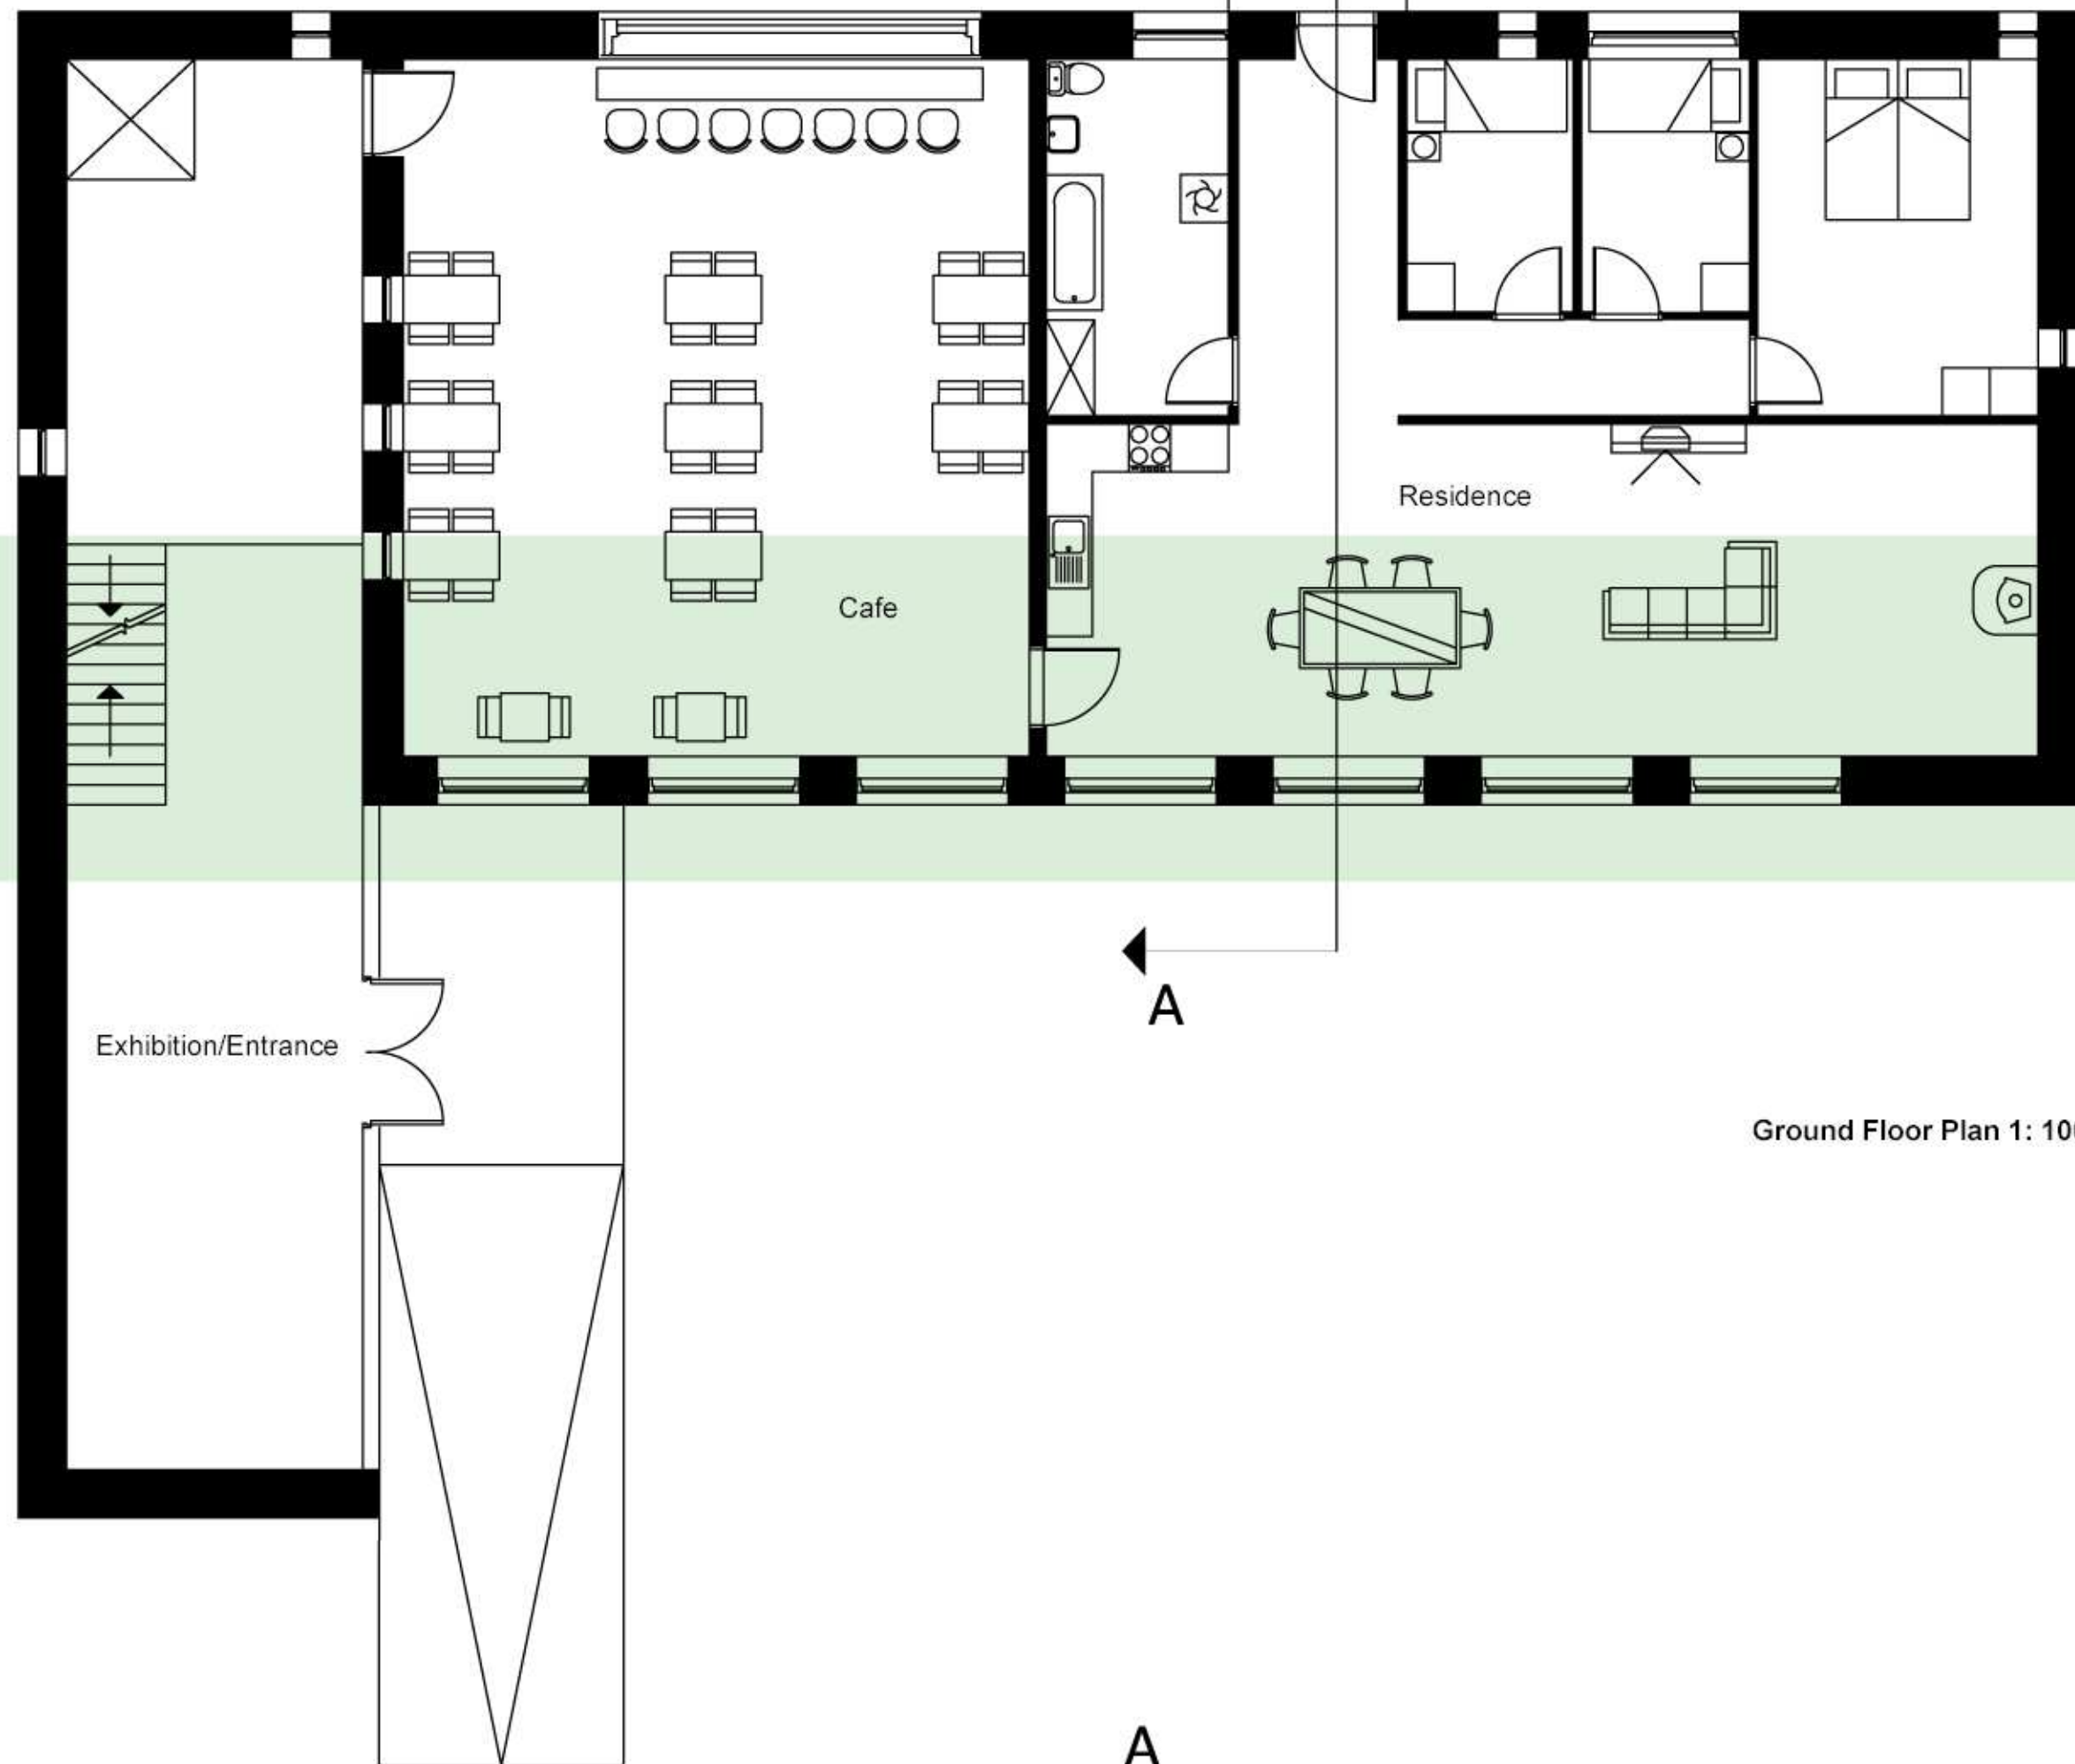 Residence
Cafe
A
Exhibition/Entrance
Ground Floor Plan 1: 10
A